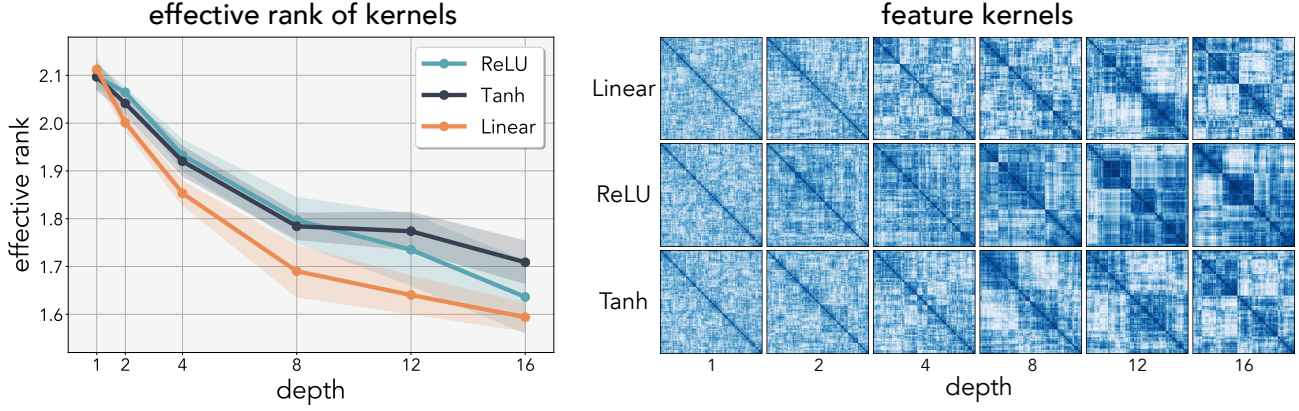 effective rank of kernels
effective rank
2.1
2.0
1.9
1.8
1.7
1.6
ReLU
Tanh
Linear
1 2 4 8 12 16
depth
feature kernels
Linear
ReLU
Tanh
1 2 4 8 12 16
depth